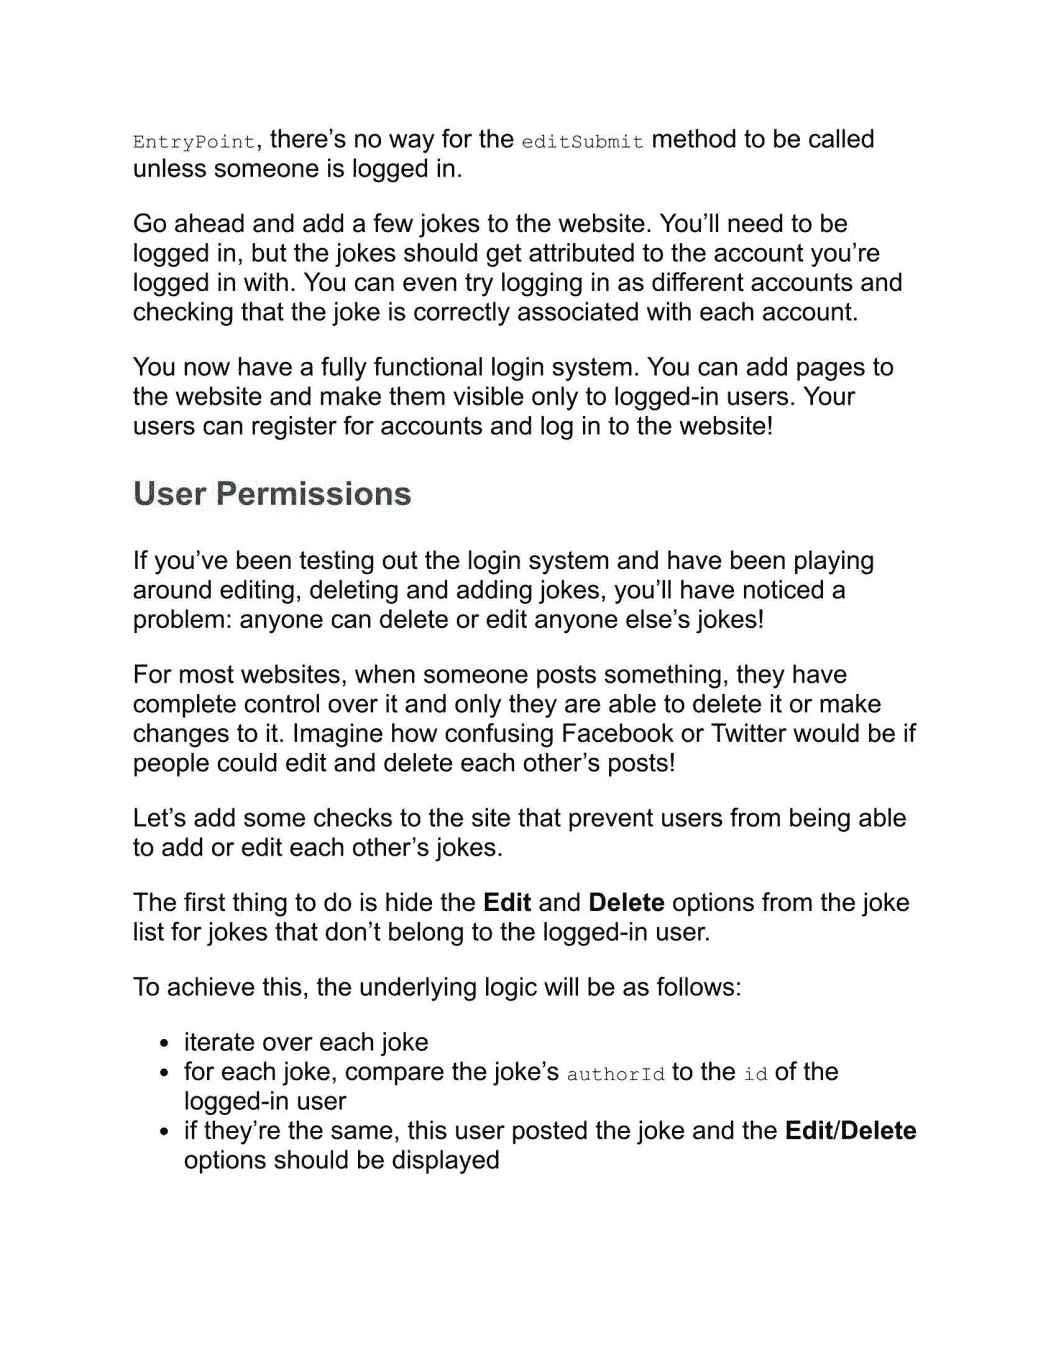 EntryPoint, there’s no way for the editSubmit method to be called
unless someone is logged in.
Go ahead and add a few jokes to the website. You’ll need to be
logged in, but the jokes should get attributed to the account you’re
logged in with. You can even try logging in as different accounts and
checking that the joke is correctly associated with each account.
You now have a fully functional login system. You can add pages to
the website and make them visible only to logged-in users. Your
users can register for accounts and log in to the website!
User Permissions
If you’ve been testing out the login system and have been playing
around editing, deleting and adding jokes, you’ll have noticed a
problem: anyone can delete or edit anyone else’s jokes!
For most websites, when someone posts something, they have
complete control over it and only they are able to delete it or make
changes to it. Imagine how confusing Facebook or Twitter would be if
people could edit and delete each other’s posts!
Let’s add some checks to the site that prevent users from being able
to add or edit each other’s jokes.
The first thing to do is hide the Edit and Delete options from the joke
list for jokes that don’t belong to the logged-in user.
To achieve this, the underlying logic will be as follows:
• iterate over each joke
• for each joke, compare the joke’s authorId to the id of the
logged-in user
• if they’re the same, this user posted the joke and the Edit/Delete
options should be displayed